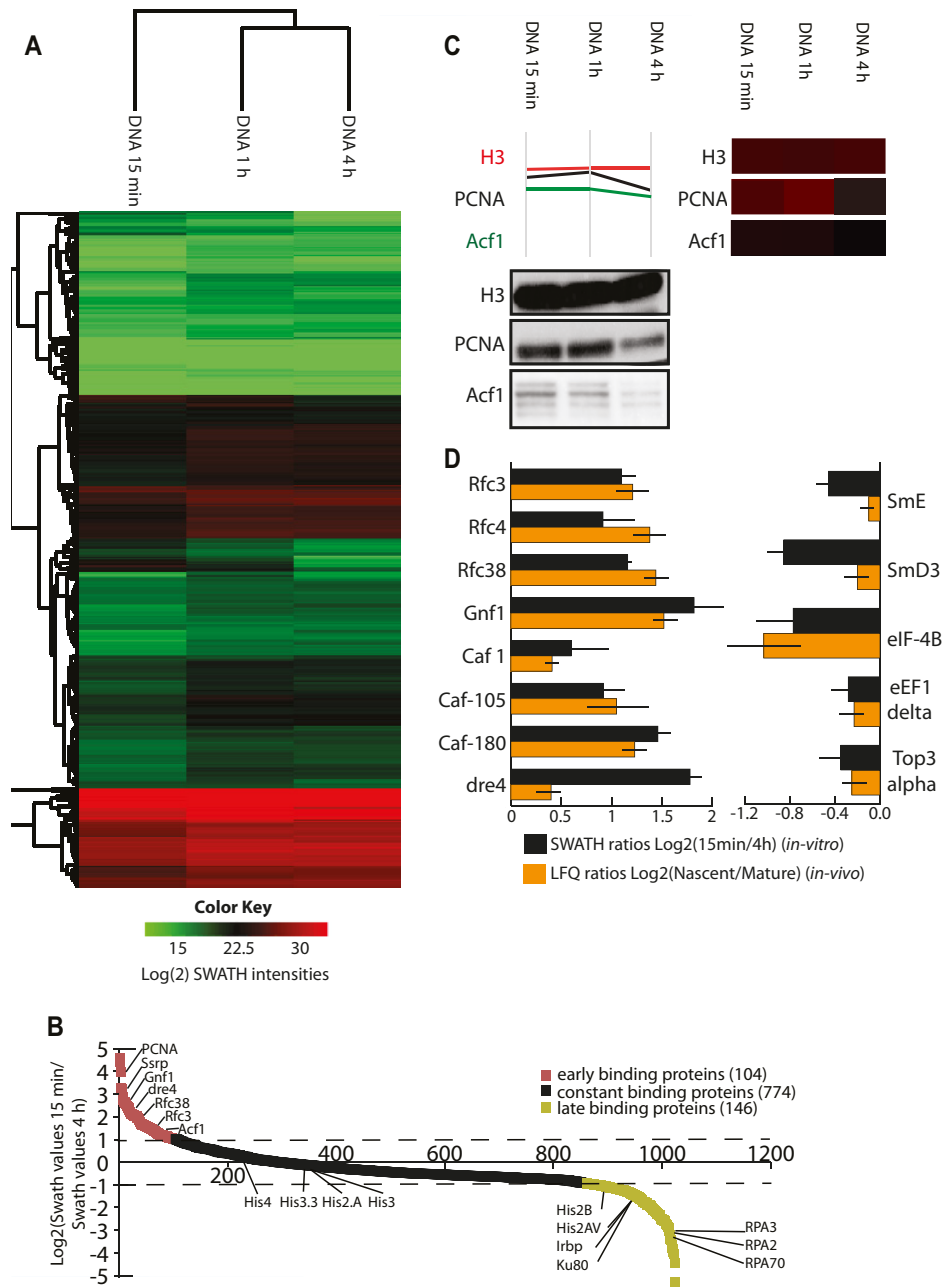 A
DNA 15 min
DNA 1 h
DNA 4 h
Color Key
15 22.5 30
Log(2) SWATH intensities
C
DNA 15 min
DNA 1h
DNA 4 h
DNA 15 min
DNA 1h
DNA 4 h
H3
PCNA
Acf1
H3
PCNA
Acf1
H3
PCNA
Acf1
D
Rfc3
Rfc4
Rfc38
Gnf1
Caf 1
Caf-105
Caf-180
dre4
0 0.5 1 1.5 2
SmE
SmD3
eIF-4B
eEF1
delta
Top3
alpha
-1.2 -0.8 -0.4 0.0
SWATH ratios Log2(15min/4h) (in-vitro)
LFQ ratios Log2(Nascent/Mature) (in-vivo)
B
Log2(Swath values 15 min/
Swath values 4 h)
5
4
3
2
1
0
-1
-2
-3
-4
-5
PCNA
Ssrp
Gnf1
dre4
Rfc38
Rfc3
Acf1
early binding proteins (104)
constant binding proteins (774)
late binding proteins (146)
200 400 600 800 1000 1200
His4
His3.3
His2.A
His3
His2B
His2AV
Irbp
Ku80
RPA3
RPA2
RPA70